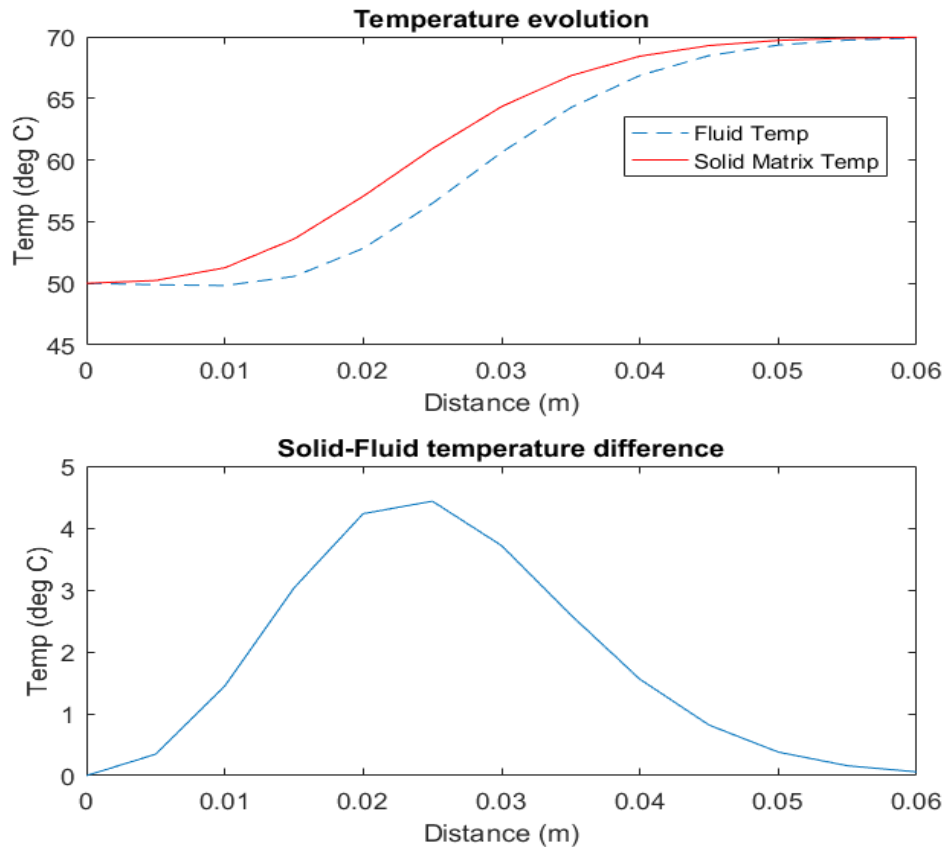 Temperature evolution
70
65
60
55
50
45
Temp (deg C)
Fluid Temp
Solid Matrix Temp
0 0.01 0.02 0.03 0.04 0.05 0.06
Distance (m)
Solid-Fluid temperature difference
5
4
3
2
1
0
Temp (deg C)
0 0.01 0.02 0.03 0.04 0.05 0.06
Distance (m)